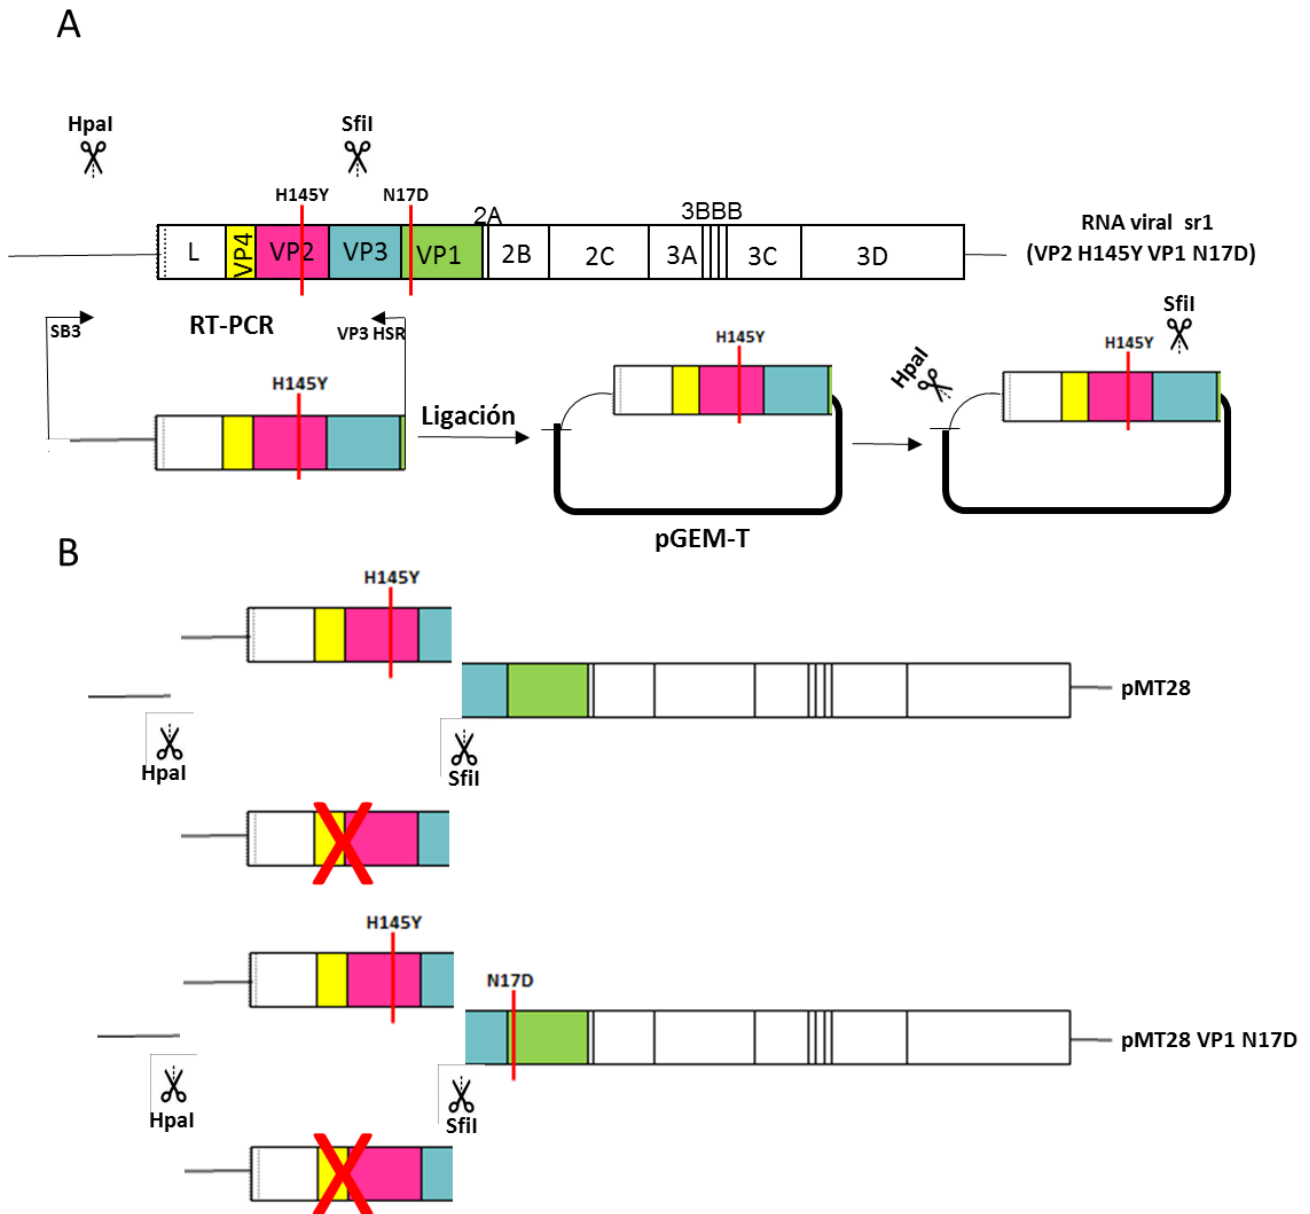 A
HpaI
SfiI
H145Y
N17D
2A
3BBB
L
VP4
VP2
VP3
VP1
2B
2C
3A
3C
3D
RNA viral sr1
(VP2 H145Y VP1 N17D)
SB3
RT-PCR
VP3 HSR
H145Y
Ligación
H145Y
pGEM-T
HpaI
H145Y
SfiI
B
H145Y
pMT28
HpaI
SfiI
H145Y
N17D
pMT28 VP1 N17D
HpaI
SfiI